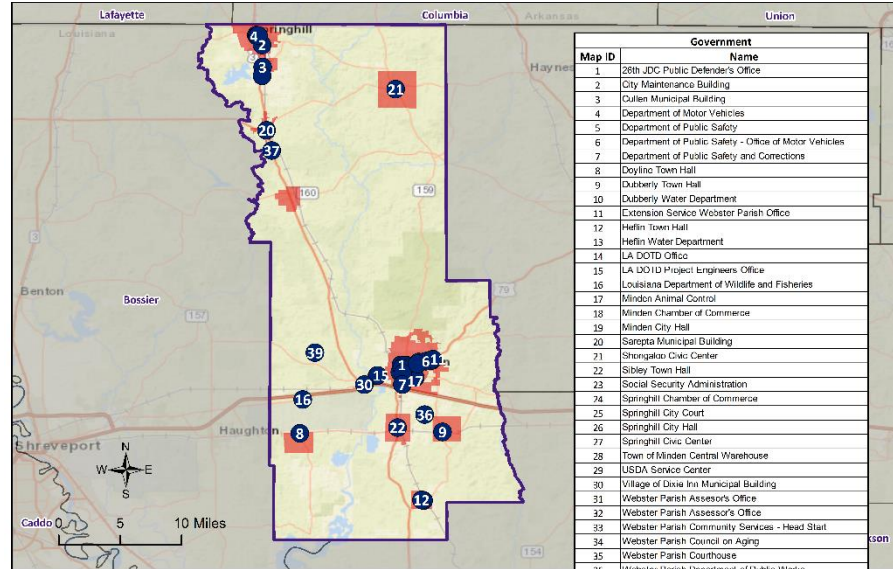 Lafayette
Columbia
Arkansas
Union
Louisiana
Springhill
4
2
3
Haynes
21
20
37
160
159
Benton
Bossier
157
79
3
39
1
6
11
15
30
7
17
16
36
Haughton
8
22
9
Shreveport
N
W E
S
12
Caddo
0 5 10 Miles
154
Government
Map ID Name
1 26th JDC Public Defender's Office
2 City Maintenance Building
3 Cullen Municipal Building
4 Department of Motor Vehicles
5 Department of Public Safety
6 Department of Public Safety - Office of Motor Vehicles
7 Department of Public Safety and Corrections
8 Doyline Town Hall
9 Dubberly Town Hall
10 Dubberly Water Department
11 Extension Service Webster Parish Office
12 Heflin Town Hall
13 Heflin Water Department
14 LA DOTD Office
15 LA DOTD Project Engineers Office
16 Louisiana Department of Wildlife and Fisheries
17 Minden Animal Control
18 Minden Chamber of Commerce
19 Minden City Hall
20 Sarepta Municipal Building
21 Shongaloo Civic Center
22 Sibley Town Hall
23 Social Security Administration
24 Springhill Chamber of Commerce
25 Springhill City Court
26 Springhill City Hall
27 Springhill Civic Center
28 Town of Minden Central Warehouse
29 USDA Service Center
30 Village of Dixie Inn Municipal Building
31 Webster Parish Assesor's Office
32 Webster Parish Assessor's Office
33 Webster Parish Community Services - Head Start
34 Webster Parish Council on Aging
35 Webster Parish Courthouse
36 Webster Parish Department of Public Works
kson